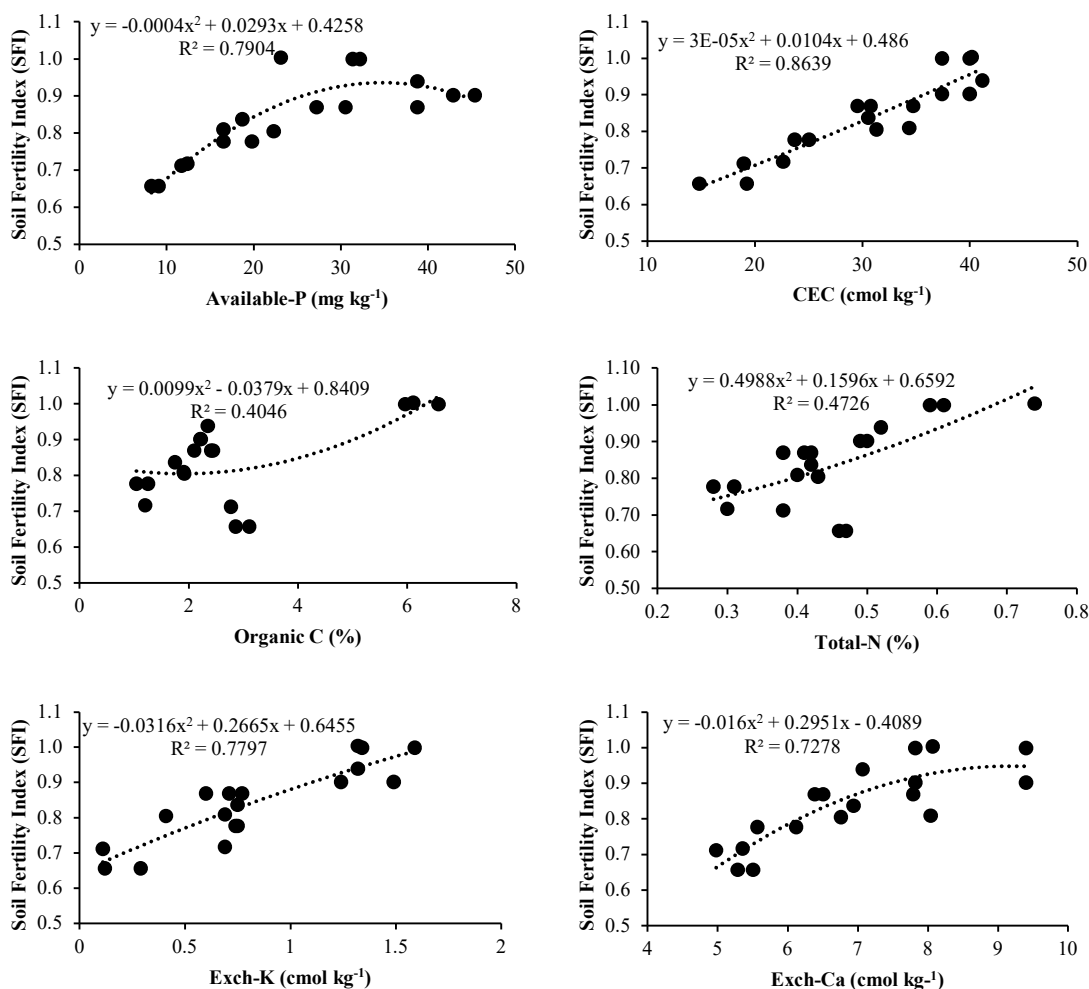 y = -0.0004x² + 0.0293x + 0.4258
R² = 0.7904
Soil Fertility Index (SFI)
1.1
1.0
0.9
0.8
0.7
0.6
0.5
0 10 20 30 40 50
Available-P (mg kg⁻¹)
y = 3E-05x² + 0.0104x + 0.486
R² = 0.8639
Soil Fertility Index (SFI)
1.1
1.0
0.9
0.8
0.7
0.6
0.5
10 20 30 40 50
CEC (cmol kg⁻¹)
y = 0.0099x² - 0.0379x + 0.8409
R² = 0.4046
Soil Fertility Index (SFI)
1.1
1.0
0.9
0.8
0.7
0.6
0.5
0 2 4 6 8
Organic C (%)
y = 0.4988x² + 0.1596x + 0.6592
R² = 0.4726
Soil Fertility Index (SFI)
1.10
1.00
0.90
0.80
0.70
0.60
0.50
0.2 0.3 0.4 0.5 0.6 0.7 0.8
Total-N (%)
y = -0.0316x² + 0.2665x + 0.6455
R² = 0.7797
Soil Fertility Index (SFI)
1.1
1.0
0.9
0.8
0.7
0.6
0.5
0 0.5 1 1.5 2
Exch-K (cmol kg⁻¹)
y = -0.016x² + 0.2951x - 0.4089
R² = 0.7278
Soil Fertility Index (SFI)
1.1
1.0
0.9
0.8
0.7
0.6
0.5
4 5 6 7 8 9 10
Exch-Ca (cmol kg-¹)